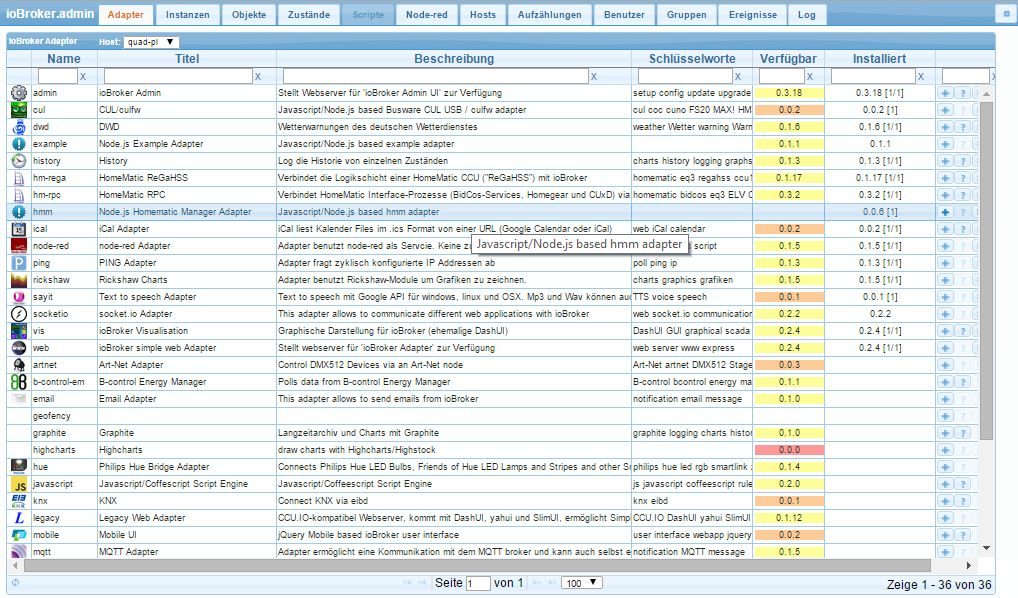 ioBroker.admin Adapter Instanzen Objekte Zustände Scripte Node-red Hosts Aufzählungen Benutzer Gruppen Ereignisse Log
ioBroker Adapter Host: quad-pi ▼
Name Titel Beschreibung Schlüsselworte Verfügbar Installiert
X X X X X X X
admin ioBroker Admin Stellt Webserver für 'ioBroker Admin UI' zur Verfügung setup config update upgrade 0.3.18 0.3.18 [1/1] + ?
cul CUL/culfw Javascript/Node.js based Busware CUL USB / culfw adapter cul coc cuno FS20 MAX! HM 0.0.2 0.0.2 [1] + ?
dwd DWD Wetterwarnungen des deutschen Wetterdienstes weather Wetter warning Warn 0.1.6 0.1.6 [1/1] + ?
example Node.js Example Adapter Javascript/Node.js based example adapter 0.1.1 0.1.1 + ?
history History Log die Historie von einzelnen Zuständen charts history logging graphs 0.1.3 0.1.3 [1/1] + ?
hm-rega HomeMatic ReGaHSS Verbindet die Logikschicht einer HomeMatic CCU ("ReGaHSS") mit ioBroker homematic eq3 regahss ccu1 0.1.17 0.1.17 [1/1] + ?
hm-rpc HomeMatic RPC Verbindet HomeMatic Interface-Prozesse (BidCos-Services, Homegear und CUxD) via homematic bidcos eq3 ELV C 0.3.2 0.3.2 [1/1] + ?
hmm Node.js Homematic Manager Adapter Javascript/Node.js based hmm adapter 0.0.6 [1] + ?
ical iCal Adapter iCal liest Kalender Files im .ics Format von einer URL (Google Calendar oder iCal) web iCal calendar 0.0.2 0.0.2 [1/1] + ?
node-red node-red Adapter Adapter benutzt node-red als Servcie. Keine zu script 0.1.5 0.1.5 [1/1] + ?
Javascript/Node.js based hmm adapter
ping PING Adapter Adapter fragt zyklisch konfigurierte IP Addressen ab poll ping ip 0.1.3 0.1.3 [1/1] + ?
rickshaw Rickshaw Charts Adapter benutzt Rickshaw-Module um Grafiken zu zeichnen. charts graphics grafiken 0.1.5 0.1.5 [1/1] + ?
sayit Text to speech Adapter Text to speech mit Google API für windows, linux und OSX. Mp3 und Wav können auc TTS voice speech 0.0.1 0.0.1 [1] + ?
socketio socket.io Adapter This adapter allows to communicate different web applications with ioBroker web socket.io communication 0.2.2 0.2.2 + ?
vis ioBroker Visualisation Graphische Darstellung für ioBroker (ehemalige DashUI) DashUI GUI graphical scada 0.2.4 0.2.4 [1/1] + ?
web ioBroker simple web Adapter Stellt webserver für 'ioBroker Adapter' zur Verfügung web server www express 0.2.4 0.2.4 [1/1] + ?
artnet Art-Net Adapter Control DMX512 Devices via an Art-Net node Art-Net artnet DMX512 Stage 0.0.3 + ?
b-control-em B-control Energy Manager Polls data from B-control Energy Manager B-control bcontrol energy ma 0.1.1 + ?
email Email Adapter This adapter allows to send emails from ioBroker notification email message 0.1.0 + ?
geofency + ?
graphite Graphite Langzeitarchiv und Charts mit Graphite graphite logging charts histor 0.1.0 + ?
highcharts Highcharts draw charts with Highcharts/Highstock 0.0.0 + ?
hue Philips Hue Bridge Adapter Connects Philips Hue LED Bulbs, Friends of Hue LED Lamps and Stripes and other Sm philips hue led rgb smartlink 0.1.4 + ?
JS javascript Javascript/Coffeescript Script Engine Javascript/Coffeescript Script Engine js javascript coffeescript rule 0.2.0 + ?
EIB KNX knx KNX Connect KNX via eibd knx eibd 0.0.1 + ?
L legacy Legacy Web Adapter CCU.IO-kompatibel Webserver, kommt mit DashUI, yahui und SlimUI, ermöglicht Simp CCU.IO DashUI yahui SlimUI 0.1.12 + ?
mobile Mobile UI jQuery Mobile based ioBroker user interface user interface webapp jquery 0.0.2 + ?
mqtt MQTT Adapter Adapter ermöglicht eine Kommunikation mit dem MQTT broker und kann auch selbst e notification MQTT message 0.1.5 + ?
Seite 1 von 1 100 ▼ Zeige 1 - 36 von 36